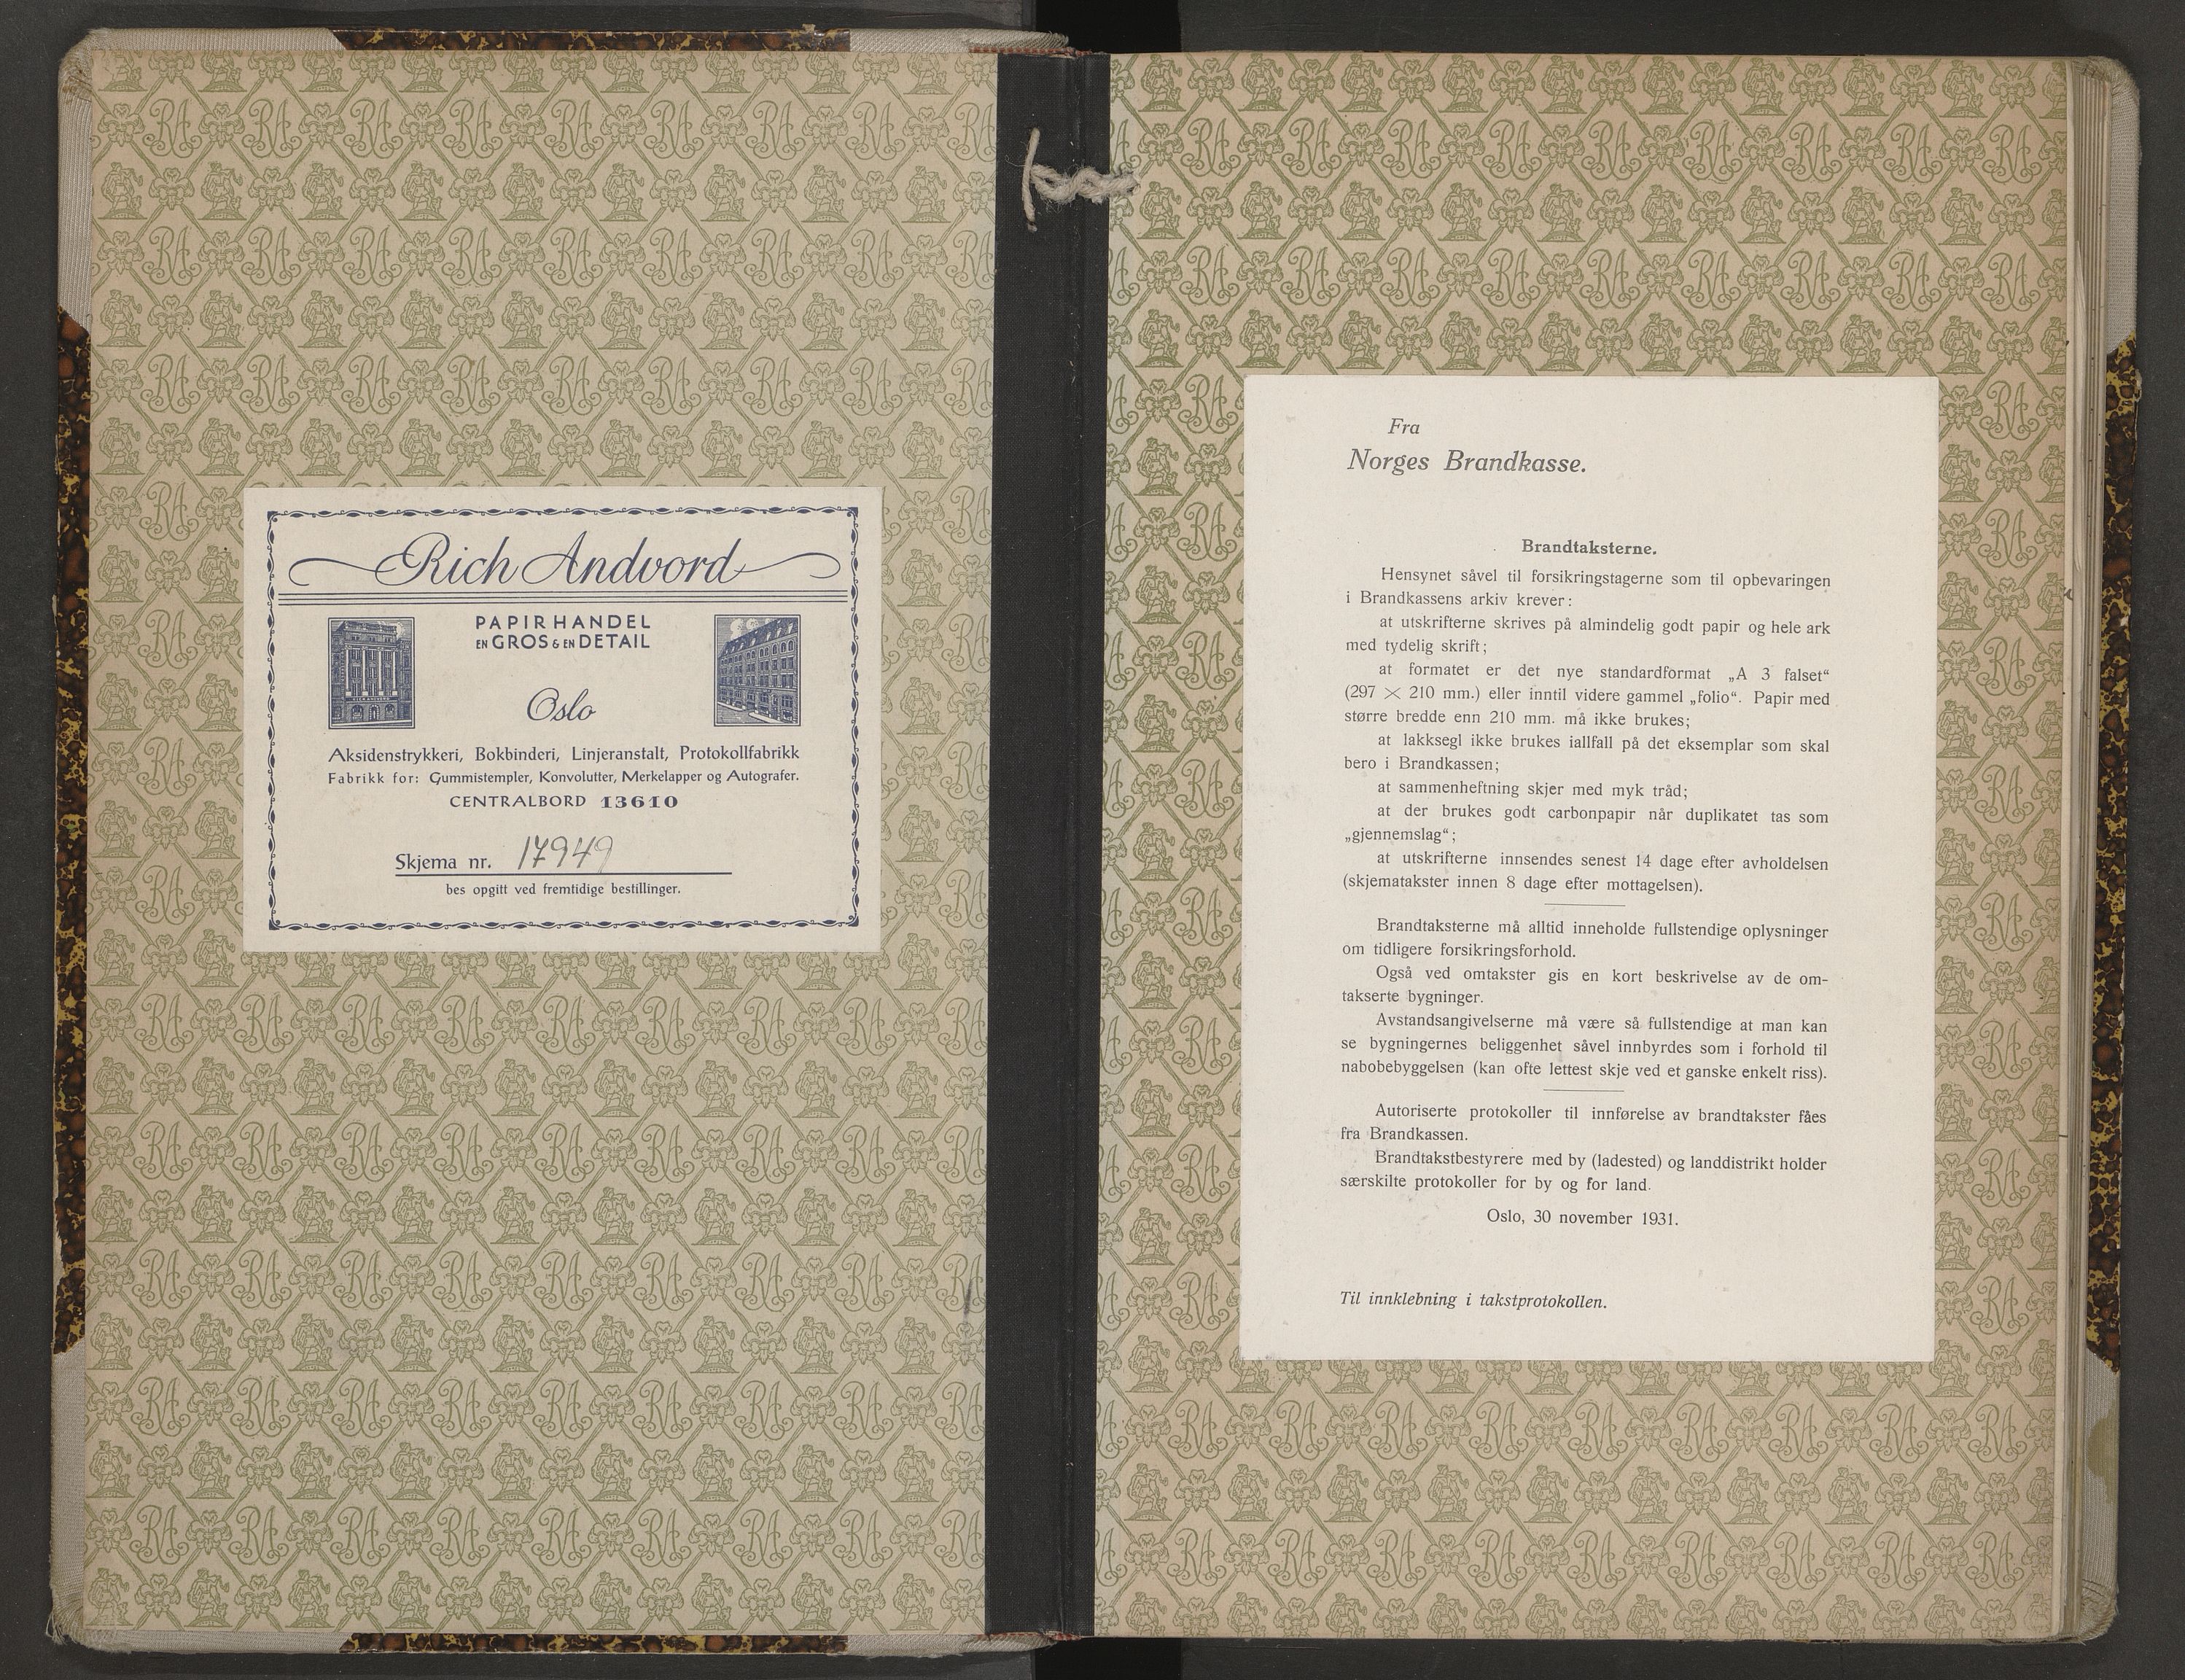 Rich Andvord
PAPIRHANDEL
EN GROS & EN DETAIL
Oslo
Aksidenstrykkeri, Bokbinderi, Linjeranstalt, Protokollfabrikk
Fabrikk for: Gummistempler, Konvolutter, Merkelapper og Autografer.
CENTRALBORD 13610
Skjema nr. 17949
bes opgitt ved fremtidige bestillinger.
Fra
Norges Brandkasse.
Brandtaksterne.
Hensynet såvel til forsikringstagerne som til opbevaringen
i Brandkassens arkiv krever:
at utskrifterne skrives på almindelig godt papir og hele ark
med tydelig skrift;
at formatet er det nye standardformat „A 3 falset“
(297 × 210 mm.) eller inntil videre gammel „folio“. Papir med
større bredde enn 210 mm. må ikke brukes;
at lakksegl ikke brukes iallfall på det eksemplar som skal
bero i Brandkassen;
at sammenheftning skjer med myk tråd;
at der brukes godt carbonpapir når duplikatet tas som
„gjennemslag“;
at utskrifterne innsendes senest 14 dage efter avholdelsen
(skjematakster innen 8 dage efter mottagelsen).
Brandtaksterne må alltid inneholde fullstendige oplysninger
om tidligere forsikringsforhold.
Også ved omtakster gis en kort beskrivelse av de om-
takserte bygninger.
Avstandsangivelserne må være så fullstendige at man kan
se bygningernes beliggenhet såvel innbyrdes som i forhold til
nabobebyggelsen (kan ofte lettest skje ved et ganske enkelt riss).
Autoriserte protokoller til innførelse av brandtakster fåes
fra Brandkassen.
Brandtakstbestyrere med by (ladested) og landdistrikt holder
særskilte protokoller for by og for land.
Oslo, 30 november 1931.
Til innklebning i takstprotokollen.